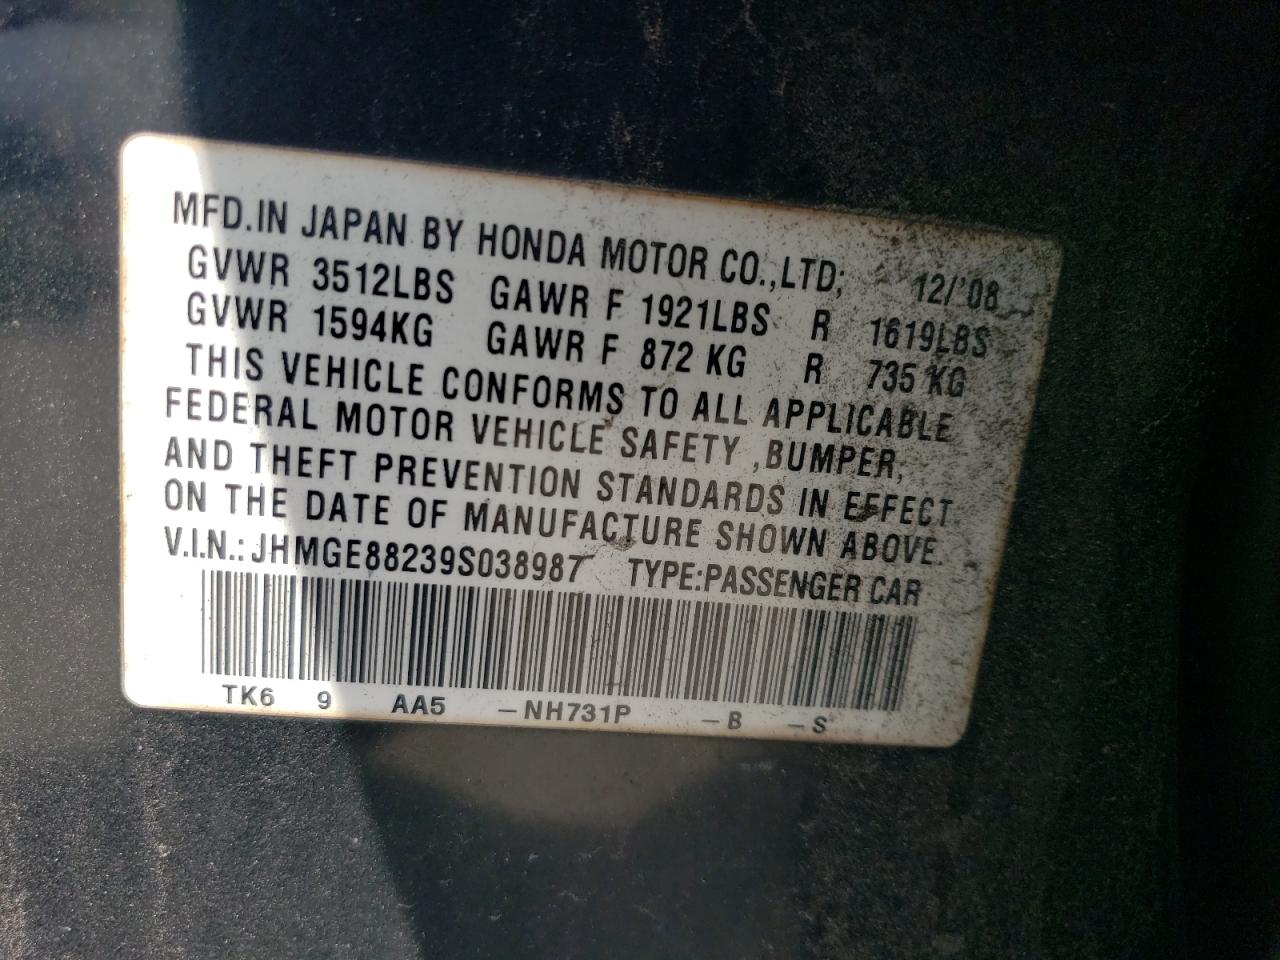 MFD.IN JAPAN BY HONDA MOTOR CO.,LTD; 12/'08
GVWR 3512LBS GAWR F 1921LBS R 1619LBS
GVWR 1594KG GAWR F 872 KG R 735 KG
THIS VEHICLE CONFORMS TO ALL APPLICABLE
FEDERAL MOTOR VEHICLE SAFETY ,BUMPER,
AND THEFT PREVENTION STANDARDS IN EFFECT
ON THE DATE OF MANUFACTURE SHOWN ABOVE.
V.I.N.: JHMGE88239S038987 TYPE:PASSENGER CAR
TK6 9 AA5 –NH731P –B –S